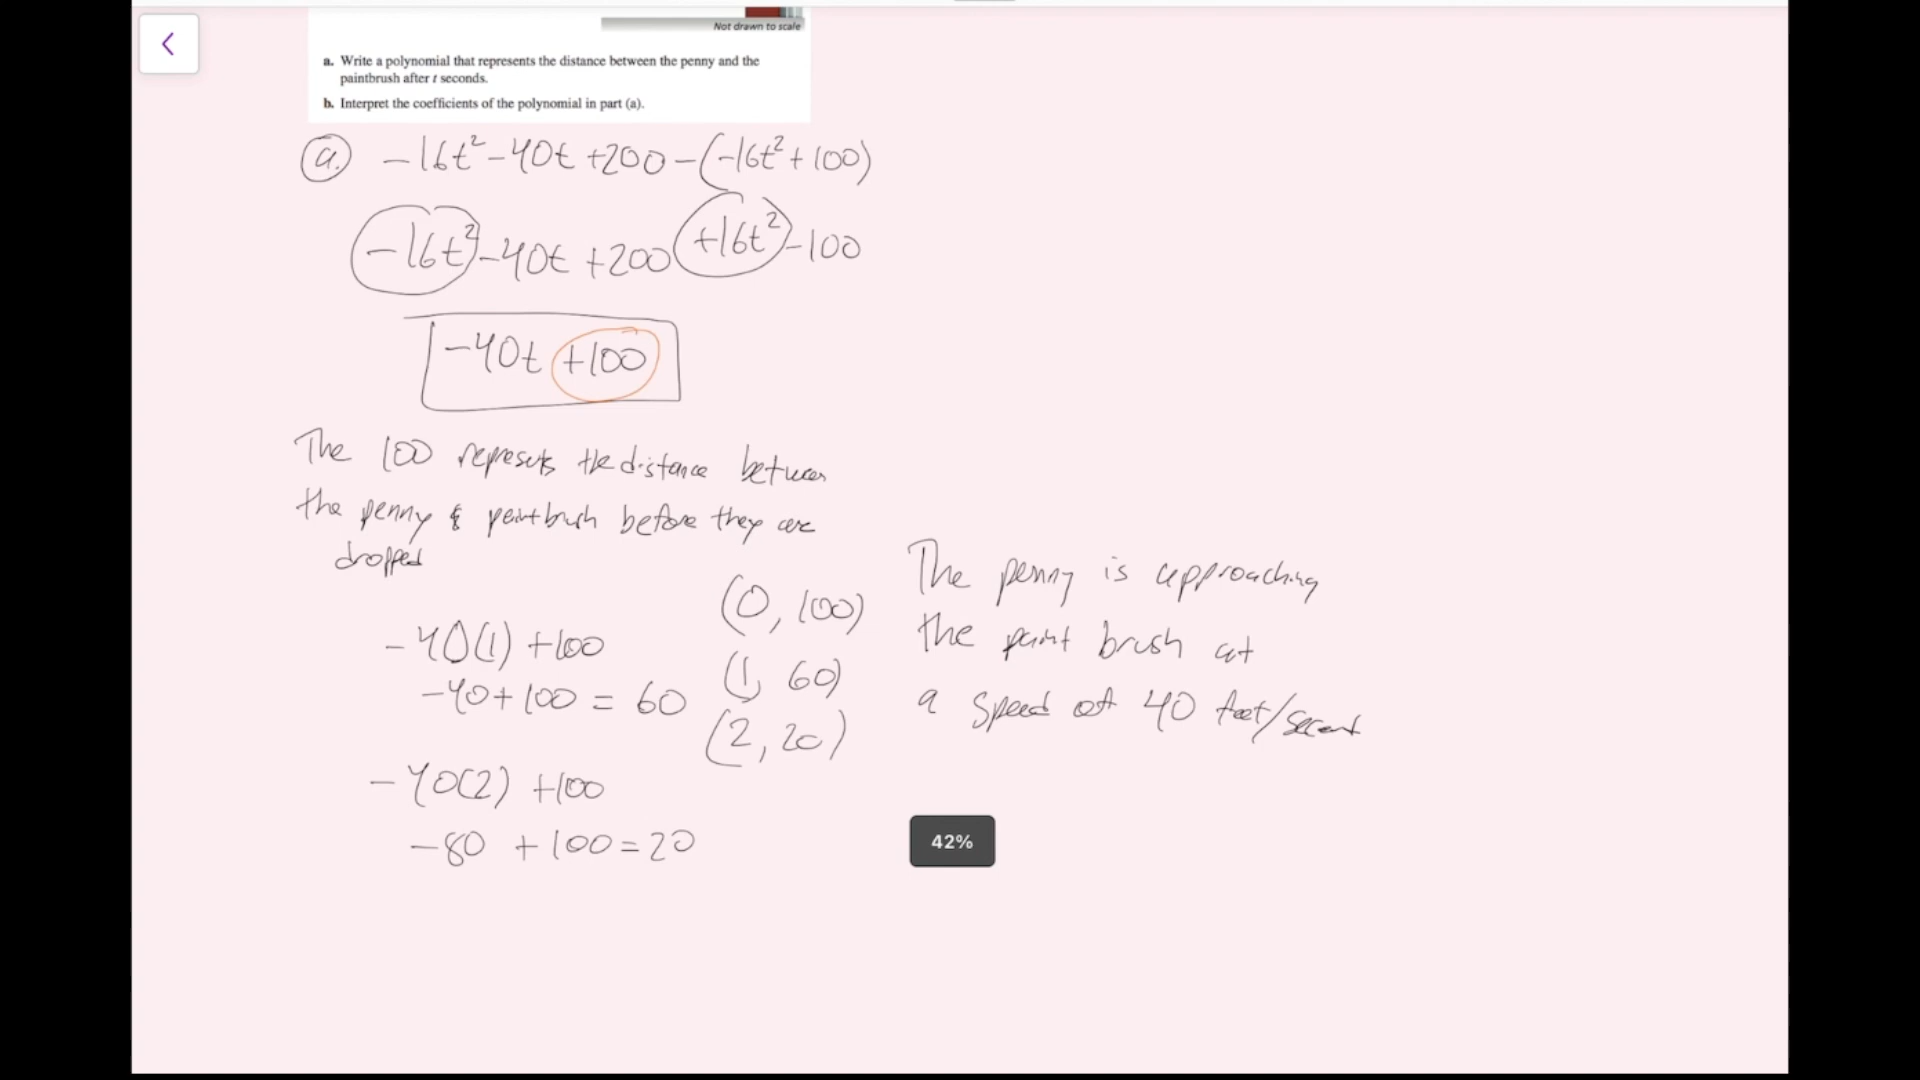 Not drawn to scale
a. Write a polynomial that represents the distance between the penny and the
paintbrush after t seconds.
b. Interpret the coefficients of the polynomial in part (a).
a. -16t² - 40t + 200 - (-16t² + 100)
-16t² - 40t + 200 + 16t² - 100
-40t + 100
The 100 represents the distance between
the penny & paintbrush before they are
dropped
-40(1) + 100
-40 + 100 = 60
-40(2) + 100
-80 + 100 = 20
(0, 100)
(1, 60)
(2, 20)
The penny is approaching
the paint brush at
a speed of 40 feet/second
42%